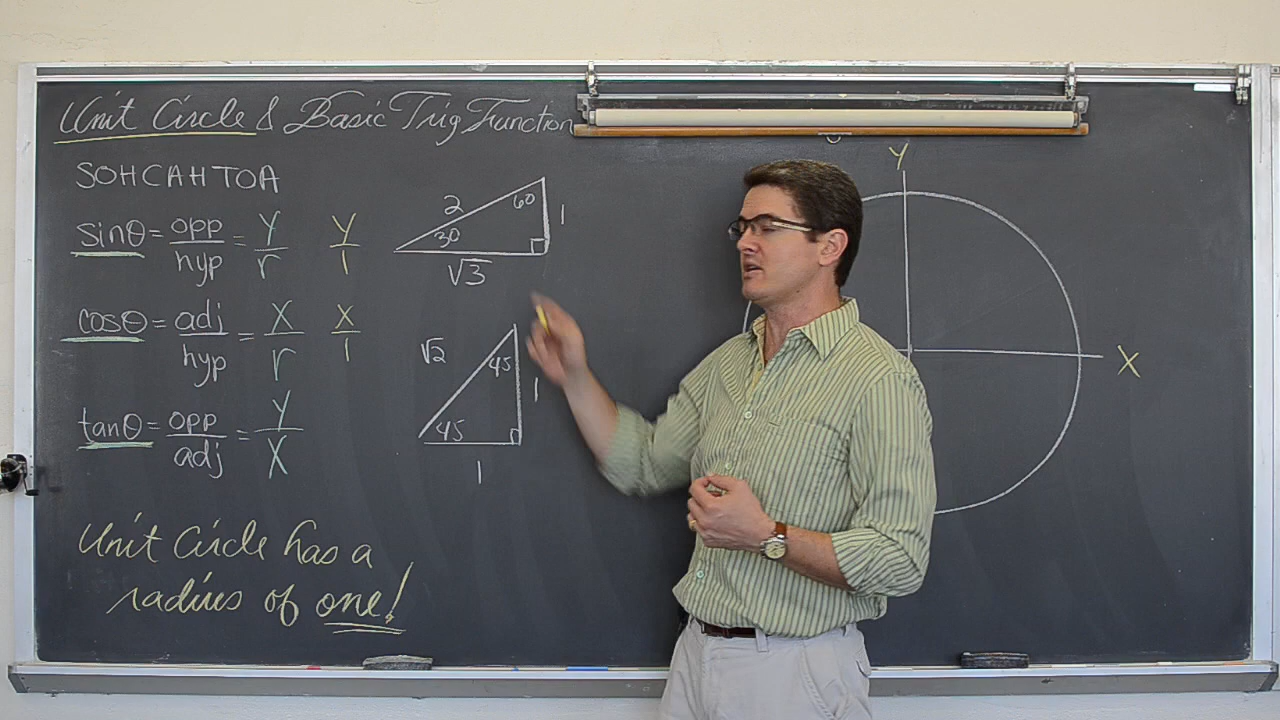 Unit Circle & Basic Trig Function
SOHCAHTOA
sinθ = opp/hyp = y/r y/1
cosθ = adj/hyp = x/r x/1
tanθ = opp/adj = y/x
Unit Circle has a
radius of one!
2
60
1
30
√3
√2
45
1
45
1
Y
X